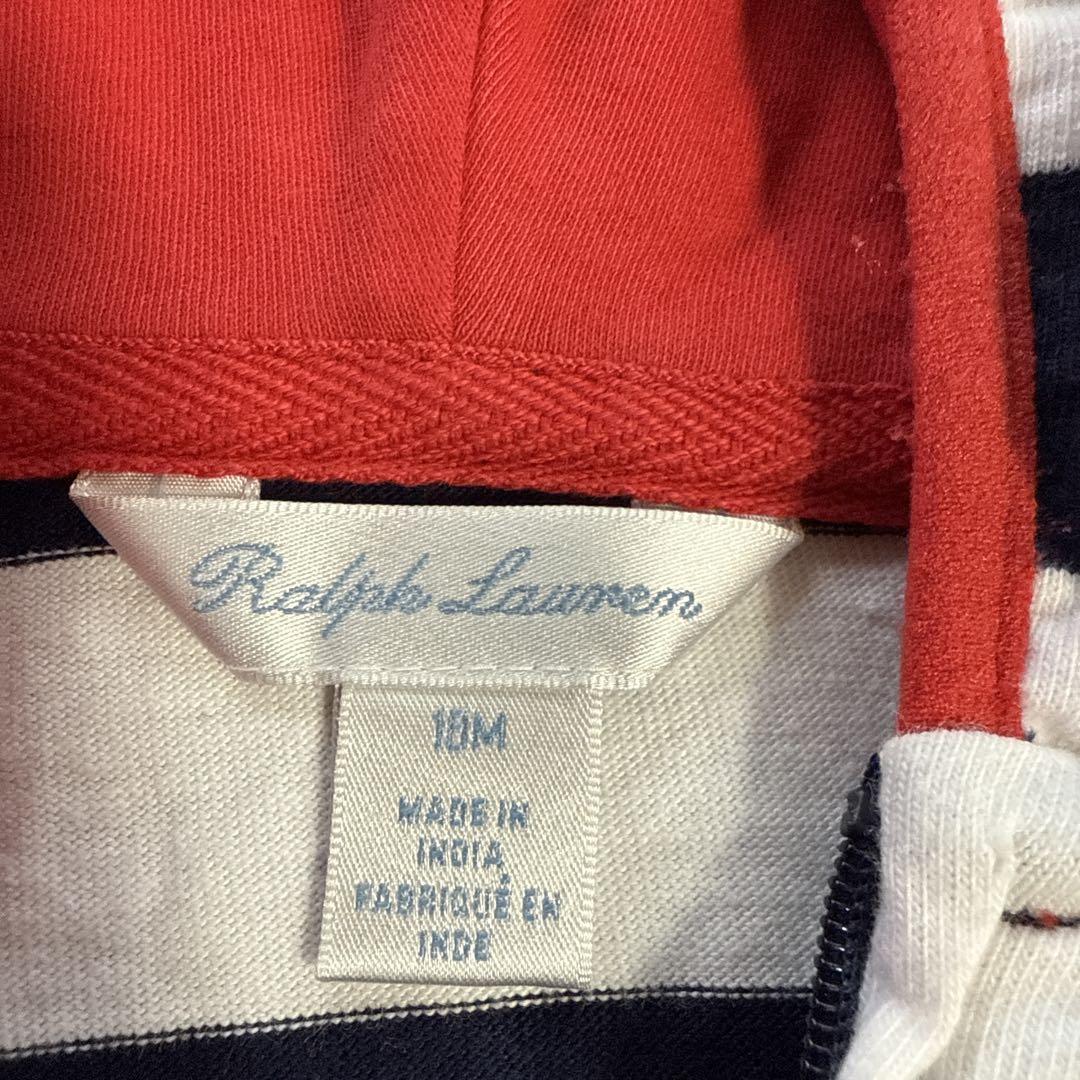 Ralph Lauren
18M
MADE IN
INDIA
FABRIQUÉ EN
INDE